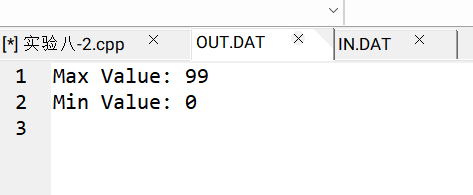 [*] 实验八-2.cpp × OUT.DAT × IN.DAT ×
1 Max Value: 99
2 Min Value: 0
3